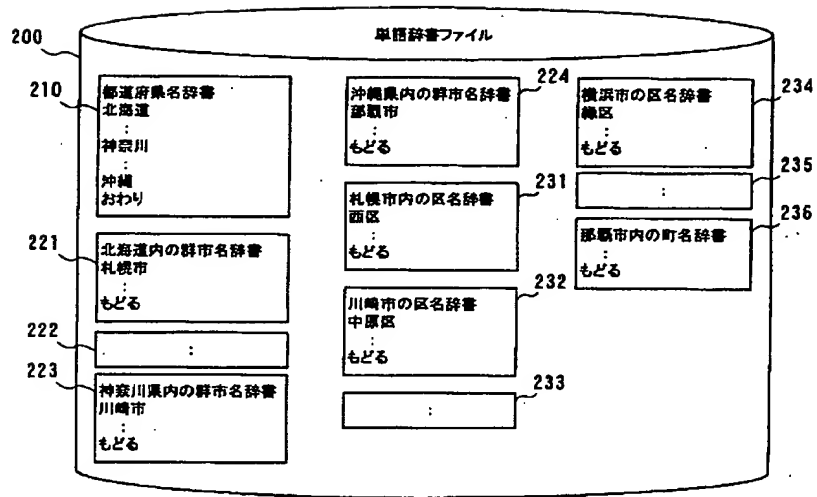 単語辞書ファイル
200
210
都道府県名辞書
北海道
:
神奈川
:
沖縄
おわり
221
北海道内の群市名辞書
札幌市
:
もどる
222
:
223
神奈川県内の群市名辞書
川崎市
:
もどる
224
沖縄県内の群市名辞書
那覇市
:
もどる
231
札幌市内の区名辞書
西区
:
もどる
232
川崎市の区名辞書
中原区
:
もどる
233
:
234
横浜市の区名辞書
緑区
:
もどる
235
:
236
那覇市内の町名辞書
:
もどる